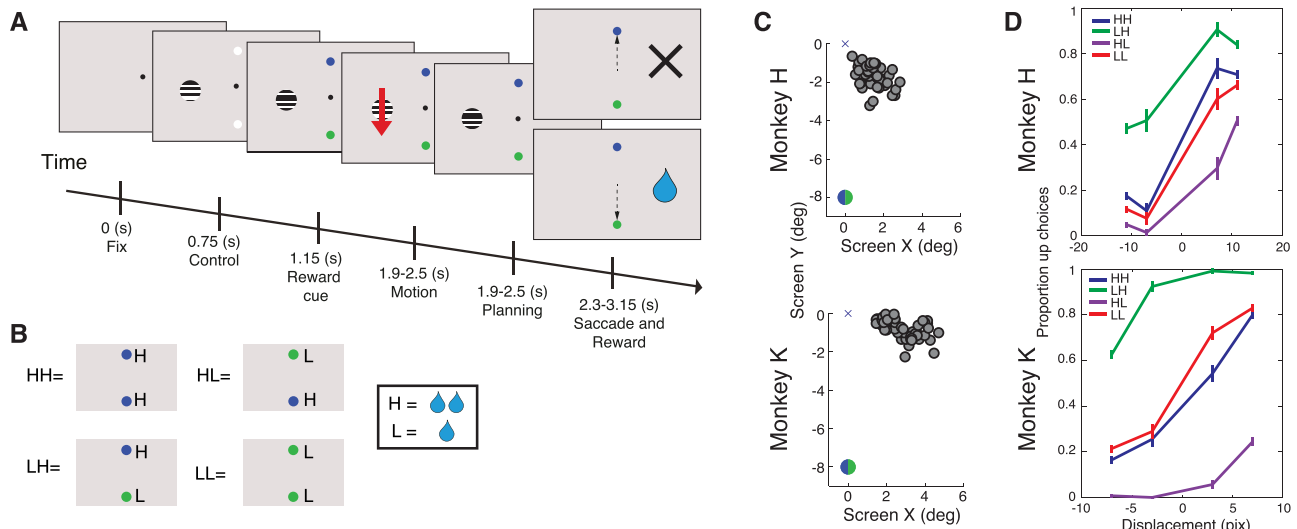 A
Time
0 (s)
Fix
0.75 (s)
Control
1.15 (s)
Reward
cue
1.9-2.5 (s)
Motion
1.9-2.5 (s)
Planning
2.3-3.15 (s)
Saccade and
Reward
B
HH=
H
H
HL=
L
H
LH=
H
L
LL=
L
L
H =
L =
C
Monkey H
0
-2
-4
-6
-8
0 2 4 6
Screen X (deg)
Screen Y (deg)
Monkey K
0
-2
-4
-6
-8
0 2 4 6
Screen X (deg)
D
Monkey H
1
0.8
0.6
0.4
0.2
0
HH
LH
HL
LL
-20 -10 0 10 20
Proportion up choices
Monkey K
1
0.8
0.6
0.4
0.2
0
HH
LH
HL
LL
-10 -5 0 5 10
Displacement (pix)